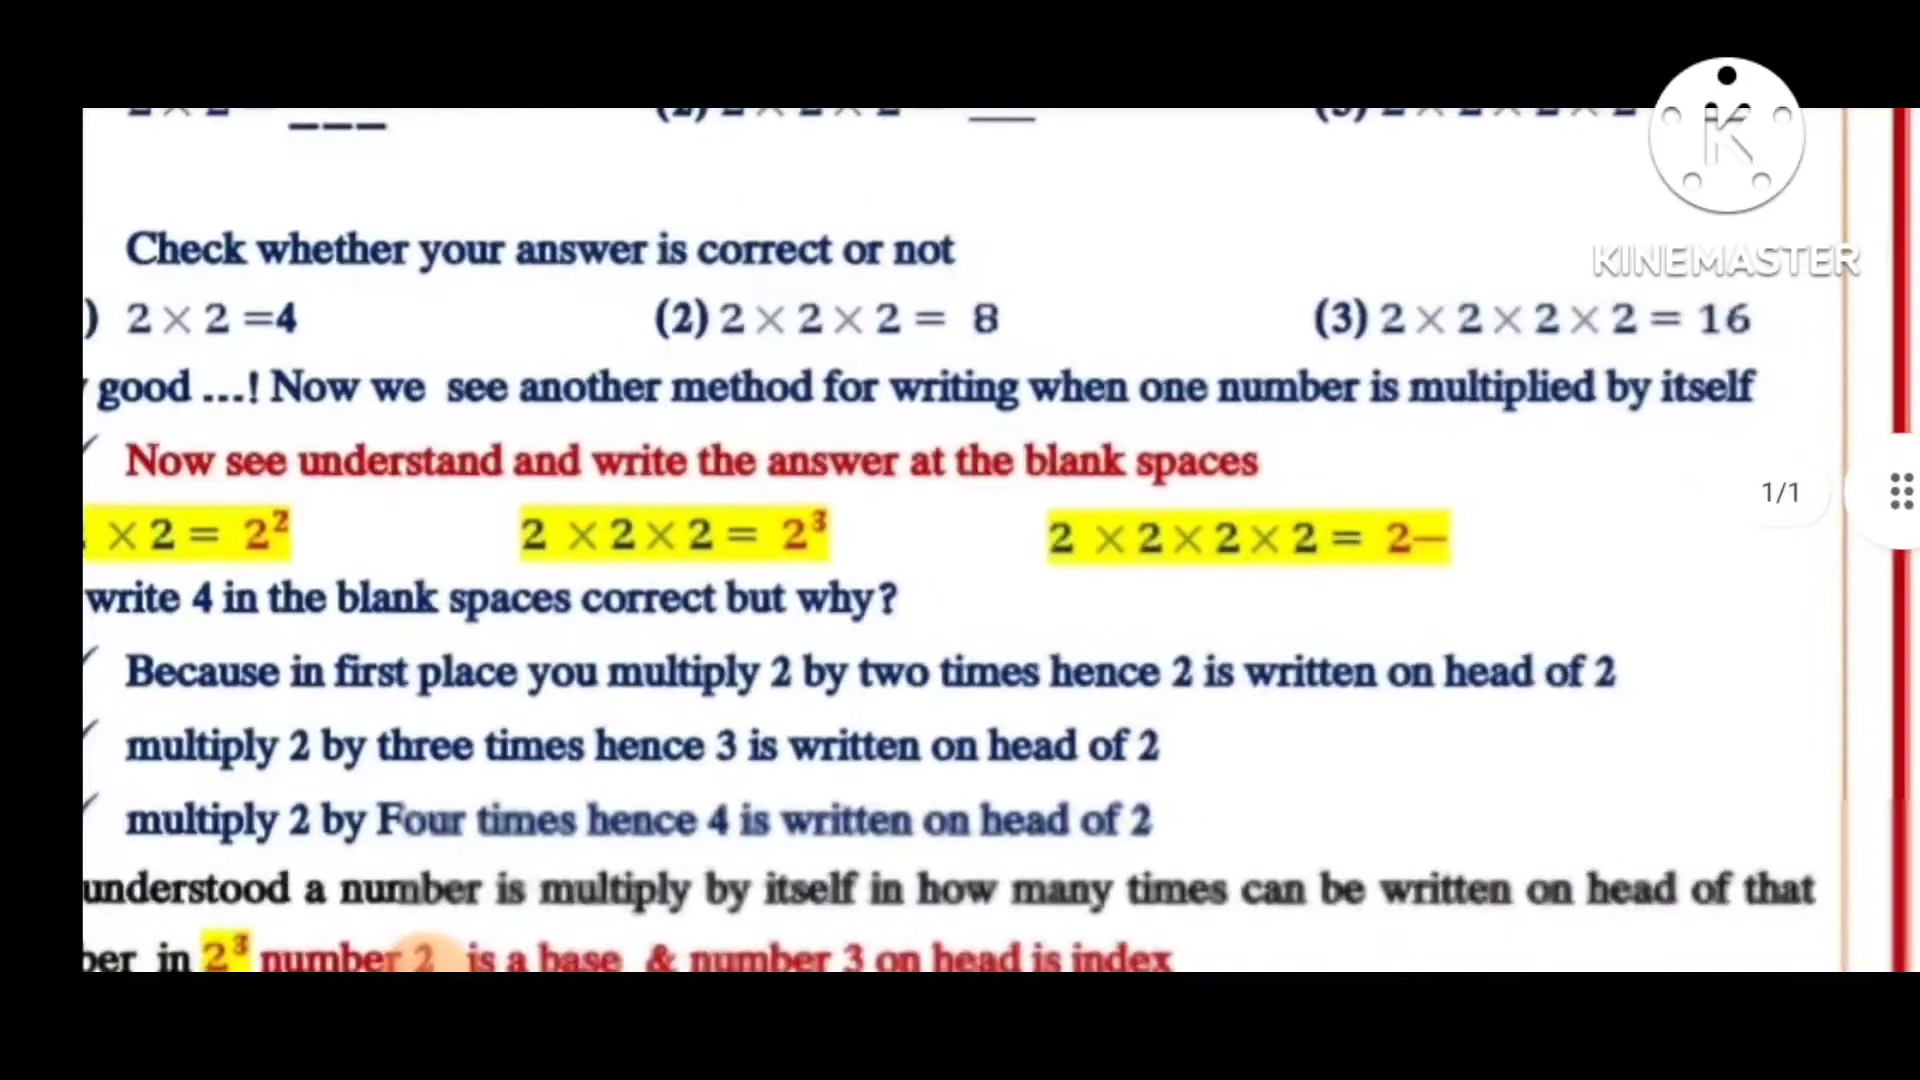 KINEMASTER
Check whether your answer is correct or not
) 2 × 2 =4 (2) 2 × 2 × 2 = 8 (3) 2 × 2 × 2 × 2 = 16
good ...! Now we see another method for writing when one number is multiplied by itself
Now see understand and write the answer at the blank spaces
1/1
× 2 = 2² 2 × 2 × 2 = 2³ 2 × 2 × 2 × 2 = 2—
write 4 in the blank spaces correct but why?
✓ Because in first place you multiply 2 by two times hence 2 is written on head of 2
✓ multiply 2 by three times hence 3 is written on head of 2
✓ multiply 2 by Four times hence 4 is written on head of 2
understood a number is multiply by itself in how many times can be written on head of that
ber in 2³ number 2 is a base & number 3 on head is index